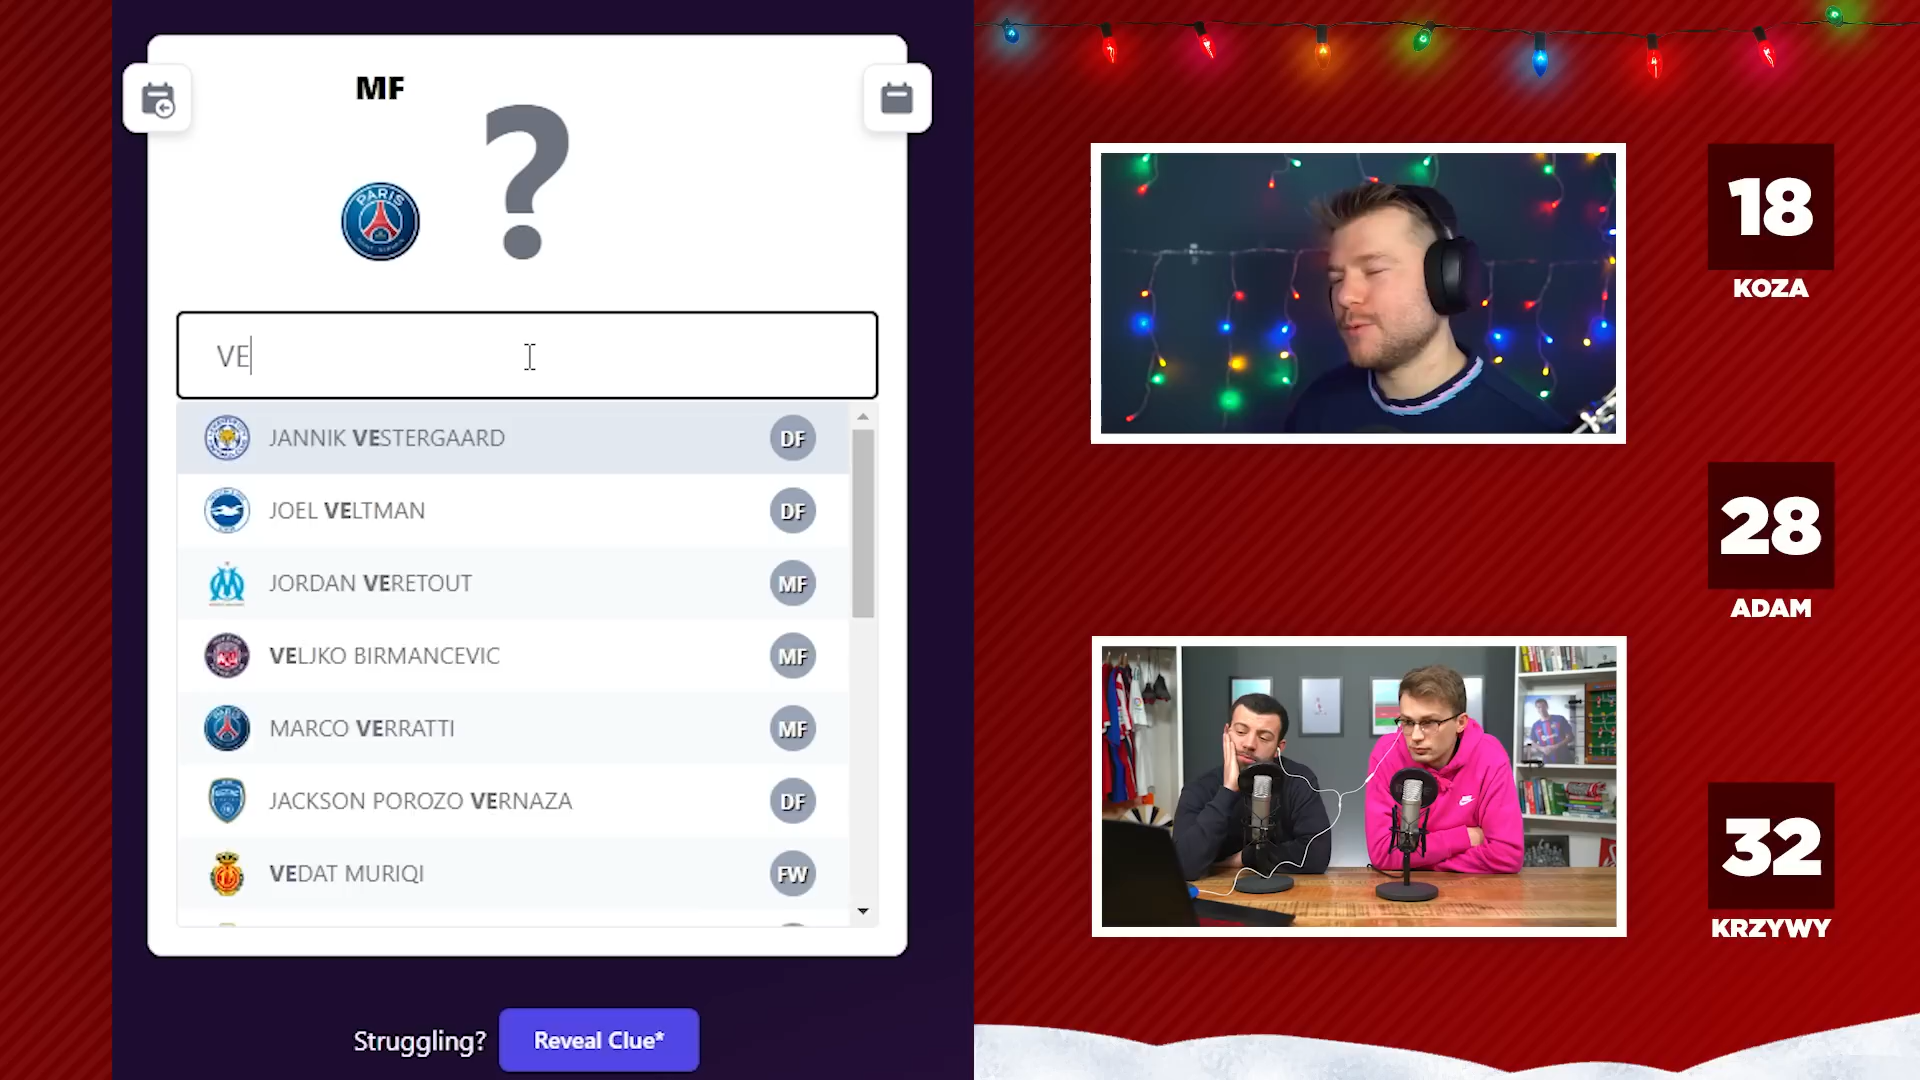 MF
PARIS
?
VE
JANNIK VESTERGAARD DF
JOEL VELTMAN DF
JORDAN VERETOUT MF
VELJKO BIRMANCEVIC MF
MARCO VERRATTI MF
JACKSON POROZO VERNAZA DF
VEDAT MURIQI FW
Struggling? Reveal Clue*
18
KOZA
28
ADAM
32
KRZYWY